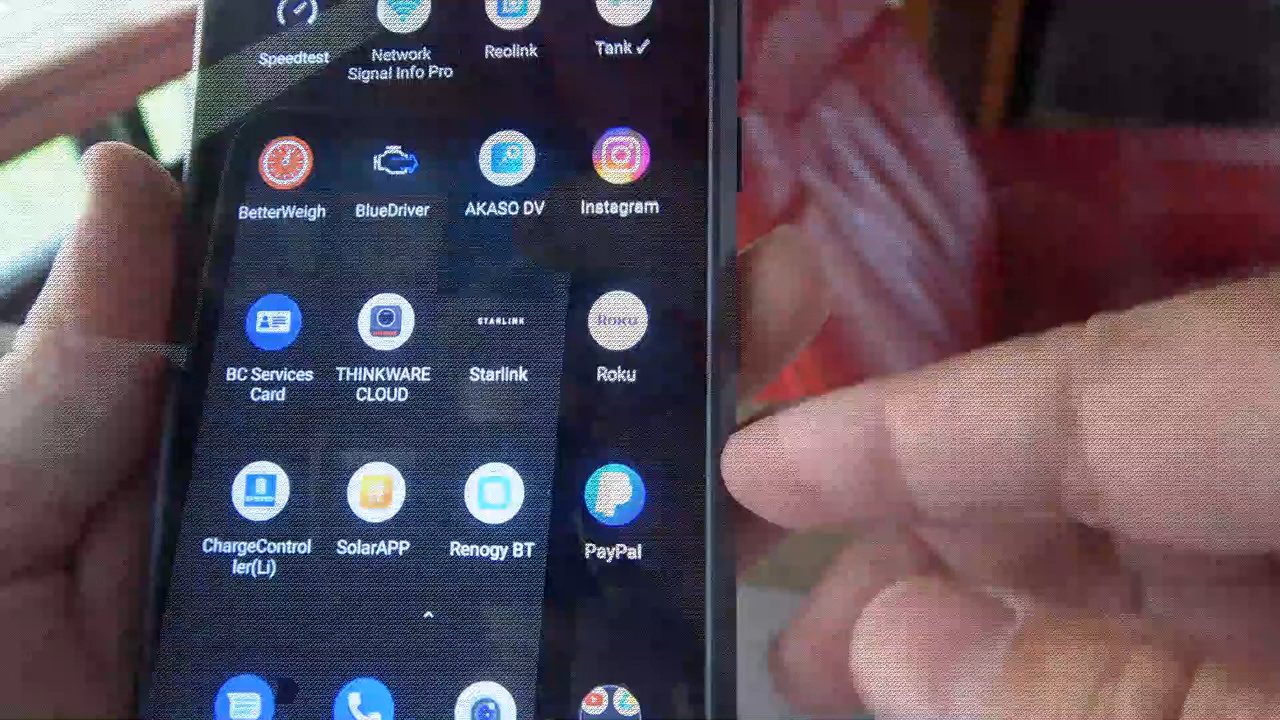 Speedtest
Network
Signal Info Pro
Reolink
Tank ✓
BetterWeigh
BlueDriver
AKASO DV
Instagram
BC Services
Card
THINKWARE
CLOUD
STARLINK
Starlink
Roku
Roku
ChargeControl
ler(Li)
SolarAPP
Renogy BT
PayPal